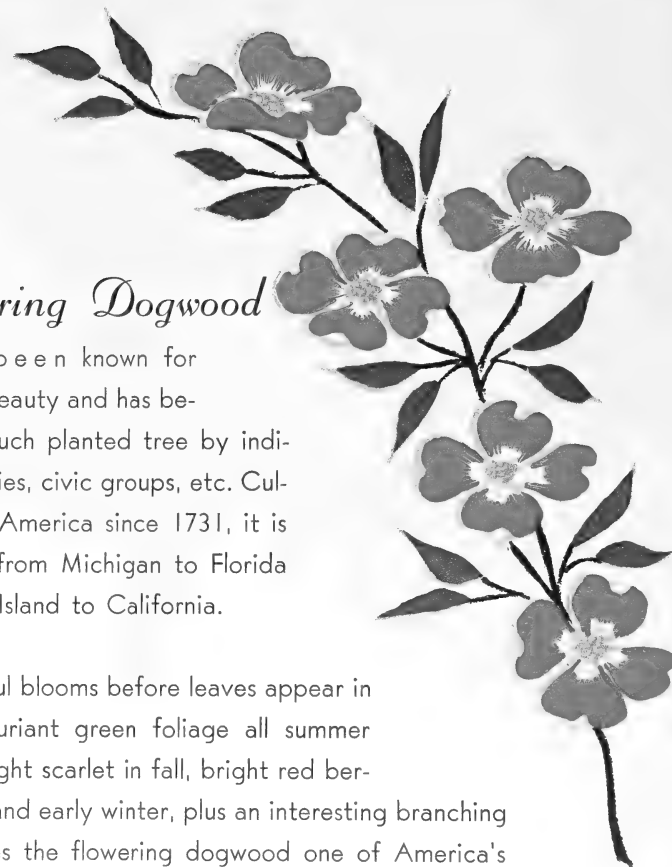 ring Dogwood
been known for
eauty and has be-
uch planted tree by indi-
ies, civic groups, etc. Cul-
America since 1731, it is
from Michigan to Florida
Island to California.
ul blooms before leaves appear in
uriant green foliage all summer
ght scarlet in fall, bright red ber-
and early winter, plus an interesting branching
s the flowering dogwood one of America's